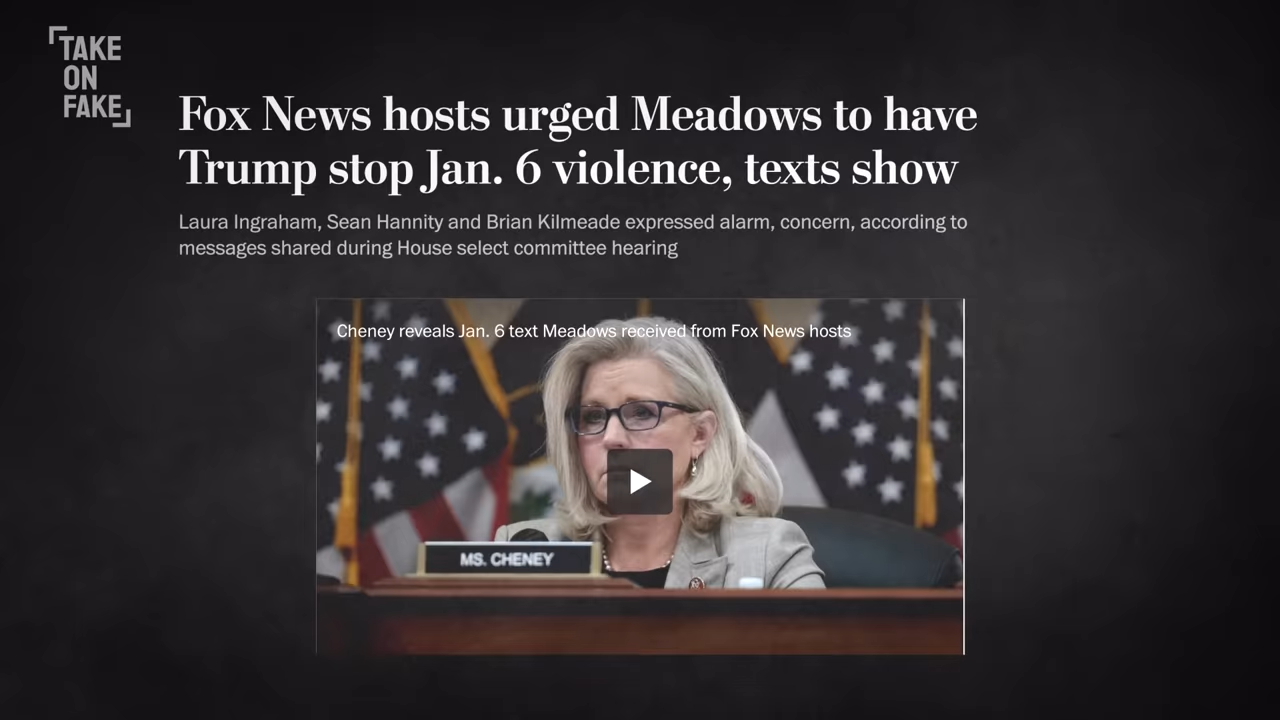 TAKE
ON
FAKE
Fox News hosts urged Meadows to have
Trump stop Jan. 6 violence, texts show
Laura Ingraham, Sean Hannity and Brian Kilmeade expressed alarm, concern, according to
messages shared during House select committee hearing
Cheney reveals Jan. 6 text Meadows received from Fox News hosts
MS. CHENEY